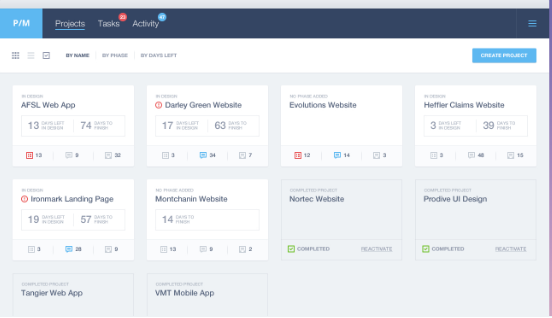 P/M Projects Tasks 23 Activity 47
BY NAME BY PHASE BY DAYS LEFT CREATE PROJECT
IN DESIGN
AFSL Web App
13 DAYS LEFT IN DESIGN 74 DAYS TO FINISH
13 8 32
IN DESIGN
Darley Green Website
17 DAYS LEFT IN DESIGN 63 DAYS TO FINISH
3 24 7
NO PHASE ADDED
Evolutions Website
12 14 3
IN DESIGN
Heffler Claims Website
3 DAYS LEFT IN DESIGN 39 DAYS TO FINISH
3 48 15
IN DESIGN
Ironmark Landing Page
19 DAYS LEFT IN DESIGN 57 DAYS TO FINISH
3 28 9
NO PHASE ADDED
Montchanin Website
14 DAYS TO FINISH
13 8 2
COMPLETED PROJECT
Nortec Website
COMPLETED REACTIVATE
COMPLETED PROJECT
Prodive UI Design
COMPLETED REACTIVATE
COMPLETED PROJECT
Tangier Web App
COMPLETED PROJECT
VMT Mobile App